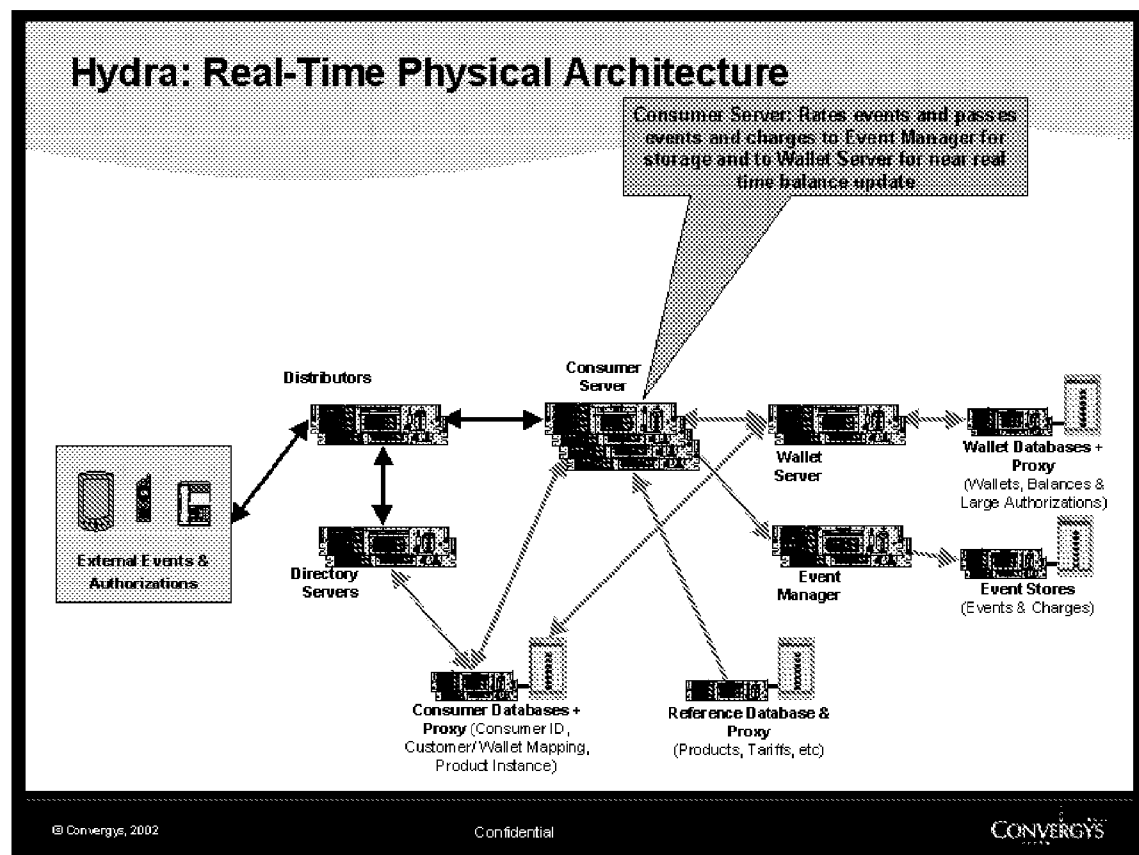 Hydra: Real-Time Physical Architecture
Consumer Server: Rates events and passes
events and charges to Event Manager for
storage and to Wallet Server for near real
time balance update
Distributors
Consumer
Server
Wallet
Server
Wallet Databases +
Proxy
(Wallets, Balances &
Large Authorizations)
External Events &
Authorizations
Directory
Servers
Event
Manager
Event Stores
(Events & Charges)
Consumer Databases +
Proxy (Consumer ID,
Customer/Wallet Mapping,
Product Instance)
Reference Database &
Proxy
(Products, Tariffs, etc)
© Convergys, 2002
Confidential
CONVERGYS